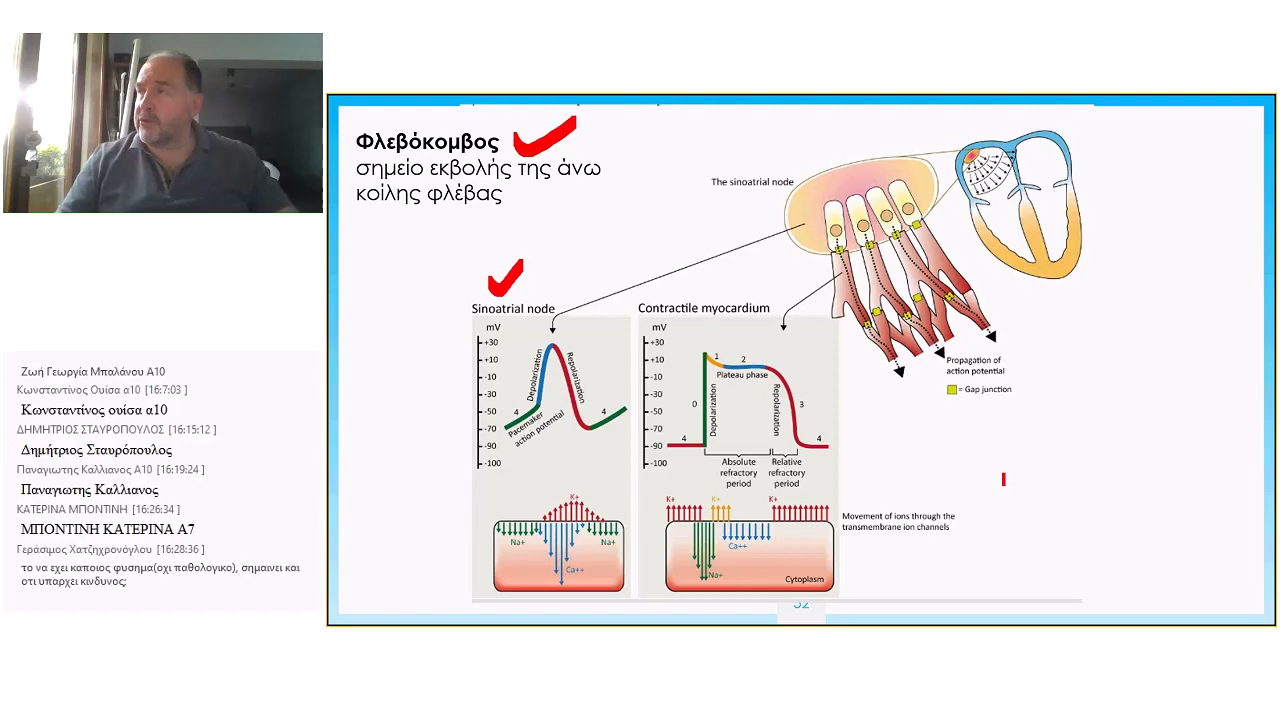 Φλεβόκομβος
σημείο εκβολής της άνω
κοίλης φλέβας
The sinoatrial node
Sinoatrial node
Contractile myocardium
mV
+30
+10
-10
-30
-50
-70
-90
-100
Depolarization
Repolarization
4
Pacemaker
action potential
4
mV
+30
+10
-10
-30
-50
-70
-90
-100
1
2
Plateau phase
0
Depolarization
Repolarization
3
4
4
Absolute
refractory
period
Relative
refractory
period
Propagation of
action potential
= Gap junction
K+
Na+
Na+
Ca++
K+
K+
K+
Ca++
Na+
Cytoplasm
Movement of ions through the
transmembrane ion channels
Ζωή Γεωργία Μπαλάνου Α10
Κωνσταντίνος Ουίσα α10 [16:7:03 ]
Κωνσταντίνος ουίσα α10
ΔΗΜΗΤΡΙΟΣ ΣΤΑΥΡΟΠΟΥΛΟΣ [16:15:12 ]
Δημήτριος Σταυρόπουλος
Παναγιωτης Καλλιανος Α10 [16:19:24 ]
Παναγιωτης Καλλιανος
ΚΑΤΕΡΙΝΑ ΜΠΟΝΤΙΝΗ [16:26:34 ]
ΜΠΟΝΤΙΝΗ ΚΑΤΕΡΙΝΑ Α7
Γεράσιμος Χατζηχρονόγλου [16:28:36 ]
το να εχει καποιος φυσημα(οχι παθολογικο), σημαινει και
οτι υπαρχει κινδυνος;